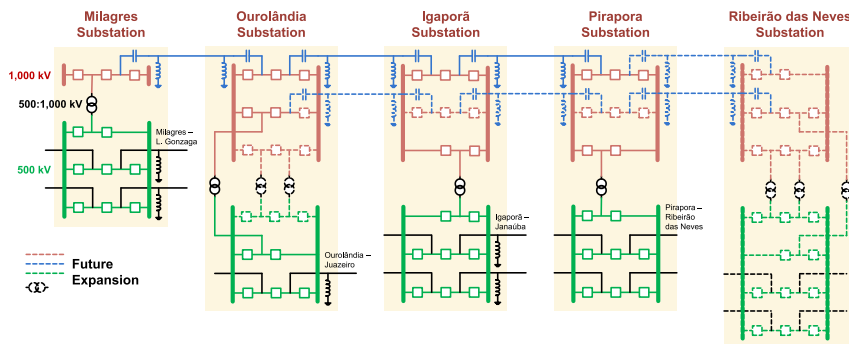 Milagres
Substation
Ourolândia
Substation
Igaporã
Substation
Pirapora
Substation
Ribeirão das Neves
Substation
1,000 kV
500:1,000 kV
Milagres –
L. Gonzaga
500 kV
Igaporã –
Janaúba
Pirapora –
Ribeirão
das Neves
Ourolândia –
Juazeiro
Future
Expansion